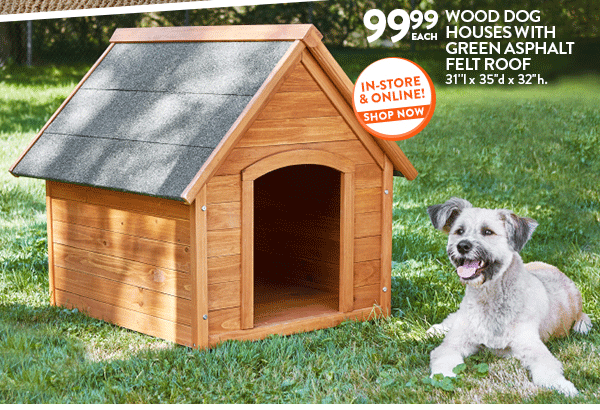 99 99 EACH
WOOD DOG
HOUSES WITH
GREEN ASPHALT
FELT ROOF
31"l x 35"d x 32"h.
IN-STORE
& ONLINE!
SHOP NOW